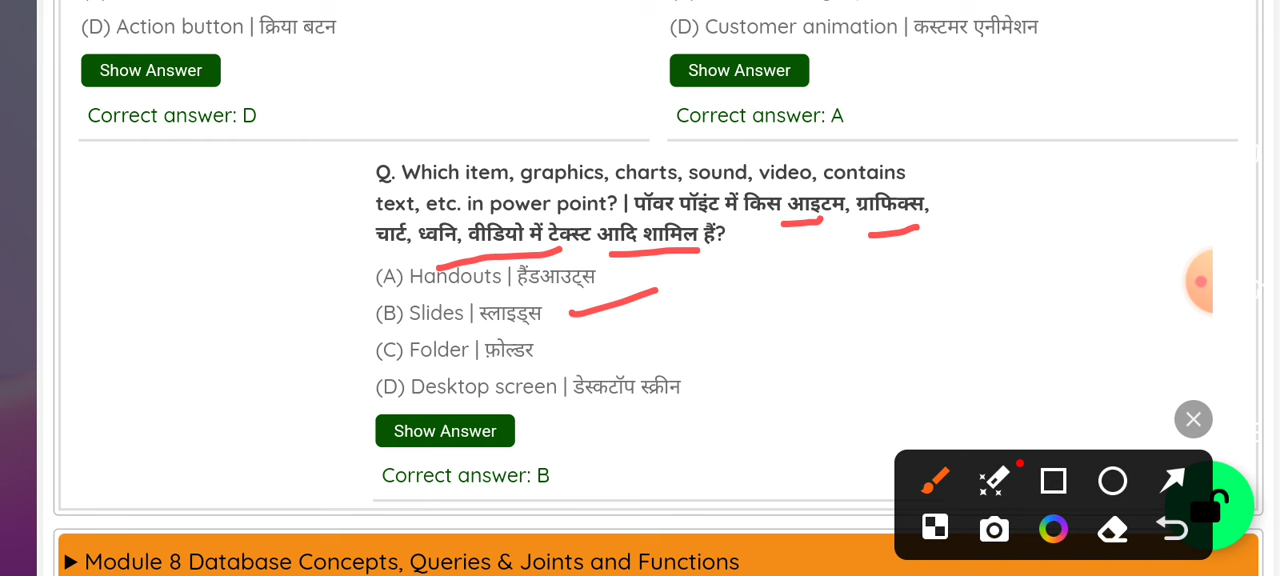 (D) Action button | क्रिया बटन
(D) Customer animation | कस्टमर एनीमेशन
Show Answer
Show Answer
Correct answer: D
Correct answer: A
Q. Which item, graphics, charts, sound, video, contains
text, etc. in power point? | पॉवर पॉइंट में किस आइटम, ग्राफिक्स,
चार्ट, ध्वनि, वीडियो में टेक्स्ट आदि शामिल हैं?
(A) Handouts | हैंडआउट्स
(B) Slides | स्लाइड्स
(C) Folder | फ़ोल्डर
(D) Desktop screen | डेस्कटॉप स्क्रीन
Show Answer
Correct answer: B
Module 8 Database Concepts, Queries & Joints and Functions